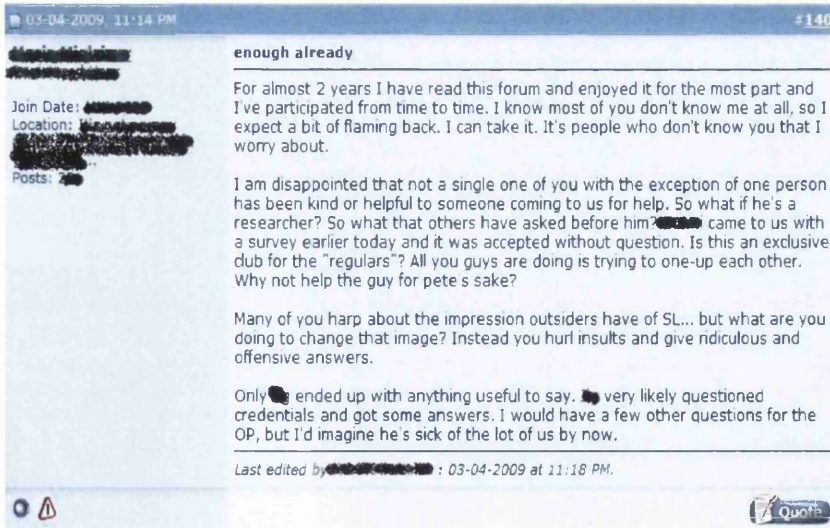 03-04-2009, 11:14 PM
#140
enough already
Join Date:
Location:
Posts: 2
For almost 2 years I have read this forum and enjoyed it for the most part and
I've participated from time to time. I know most of you don't know me at all, so I
expect a bit of flaming back. I can take it. It's people who don't know you that I
worry about.
I am disappointed that not a single one of you with the exception of one person
has been kind or helpful to someone coming to us for help. So what if he's a
researcher? So what that others have asked before him? came to us with
a survey earlier today and it was accepted without question. Is this an exclusive
club for the "regulars"? All you guys are doing is trying to one-up each other.
Why not help the guy for pete's sake?
Many of you harp about the impression outsiders have of SL... but what are you
doing to change that image? Instead you hurl insults and give ridiculous and
offensive answers.
Only ended up with anything useful to say. very likely questioned
credentials and got some answers. I would have a few other questions for the
OP, but I'd imagine he's sick of the lot of us by now.
Last edited by : 03-04-2009 at 11:18 PM.
Quote